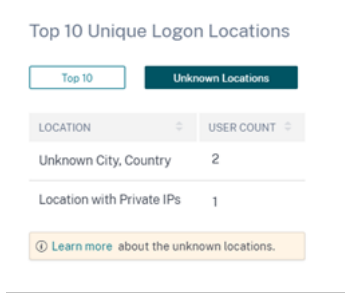 Top 10 Unique Logon Locations
Top 10 Unknown Locations
LOCATION USER COUNT
Unknown City, Country 2
Location with Private IPs 1
Learn more about the unknown locations.